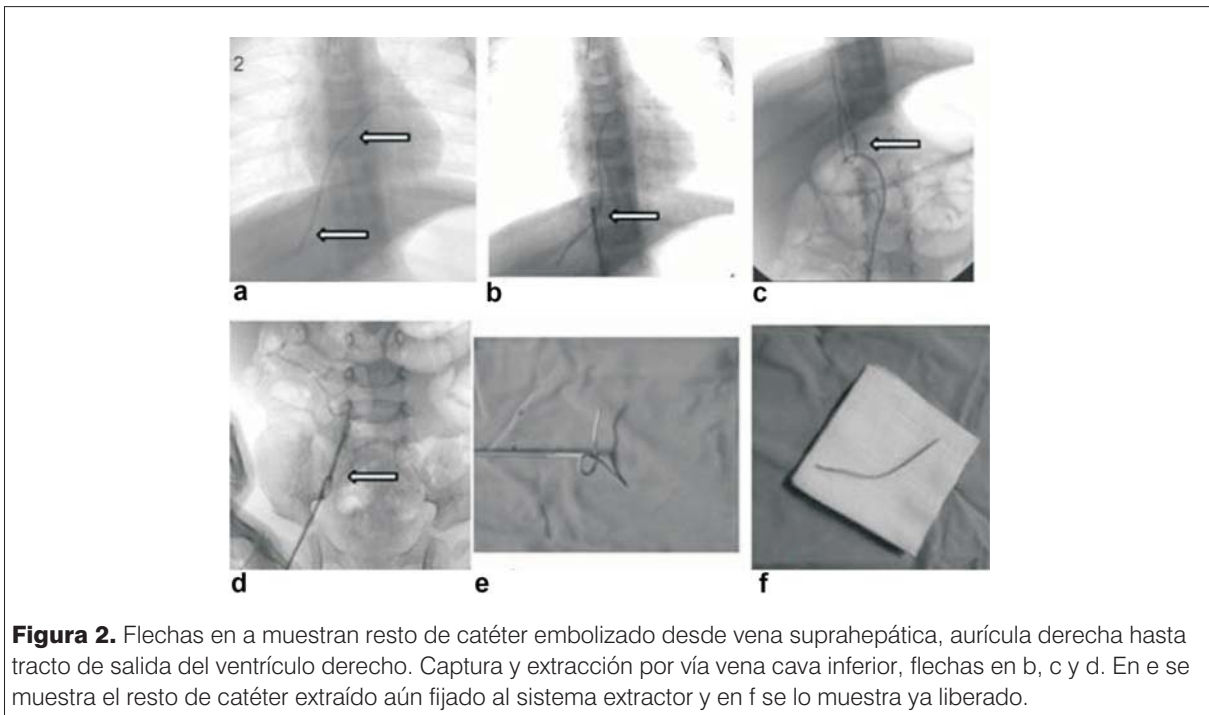 2
a
b
c
d
e
f
Figura 2. Flechas en a muestran resto de catéter embolizado desde vena suprahepática, aurícula derecha hasta
tracto de salida del ventrículo derecho. Captura y extracción por vía vena cava inferior, flechas en b, c y d. En e se
muestra el resto de catéter extraído aún fijado al sistema extractor y en f se lo muestra ya liberado.